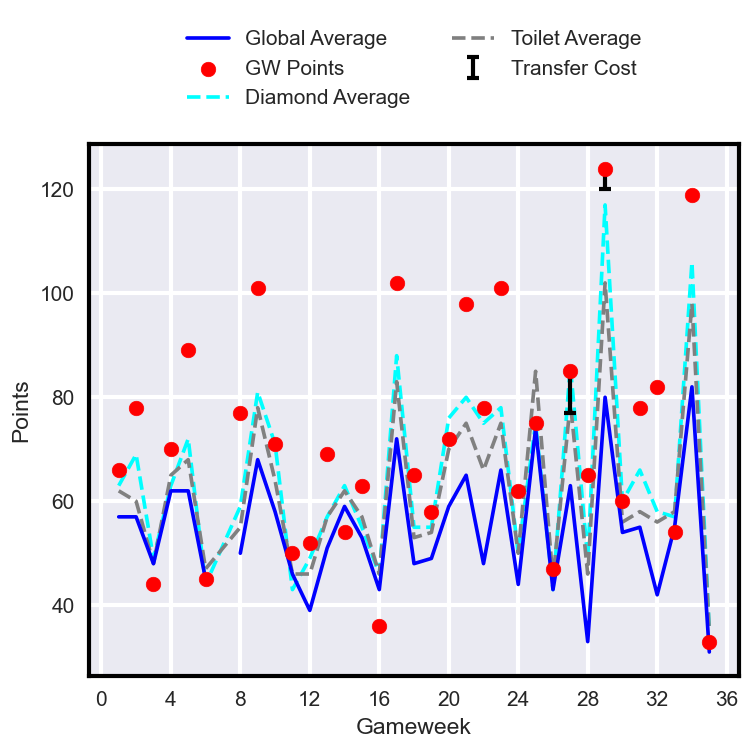 Global Average
GW Points
Diamond Average
Toilet Average
Transfer Cost
Points
120
100
80
60
40
0 4 8 12 16 20 24 28 32 36
Gameweek